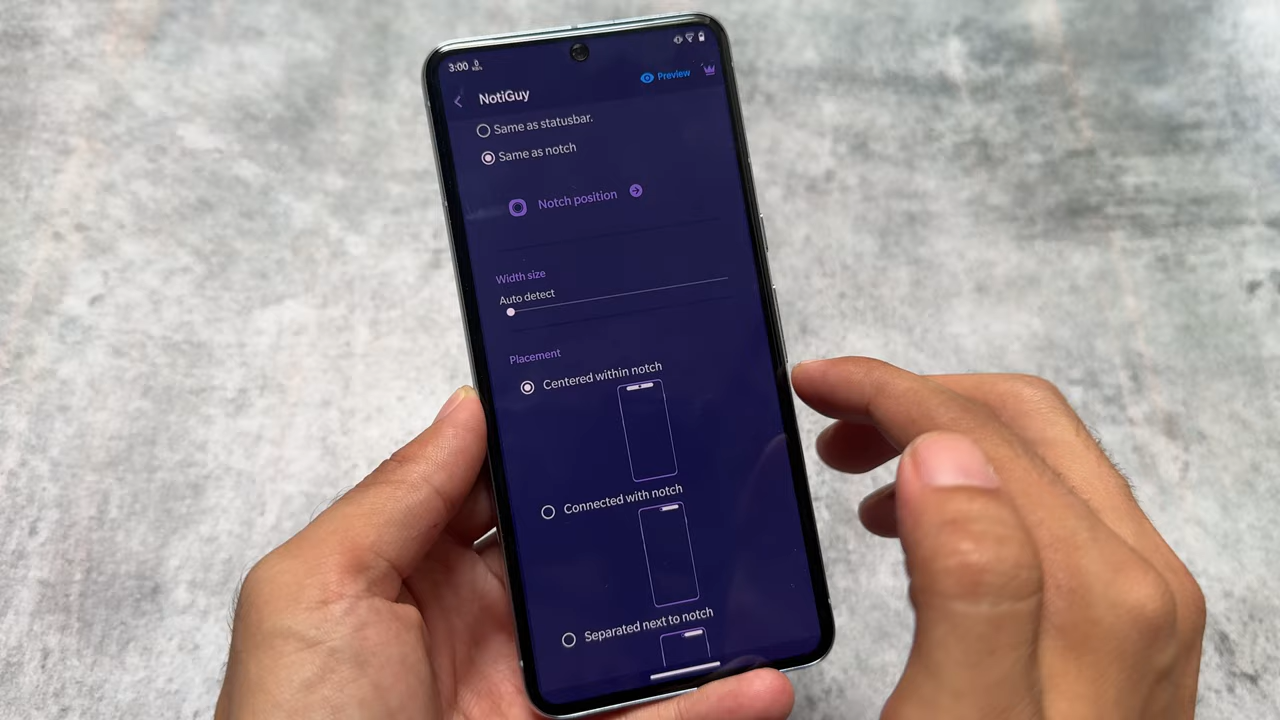 3:00
Preview
NotiGuy
Same as statusbar.
Same as notch
Notch position
Width size
Auto detect
Placement
Centered within notch
Connected with notch
Separated next to notch